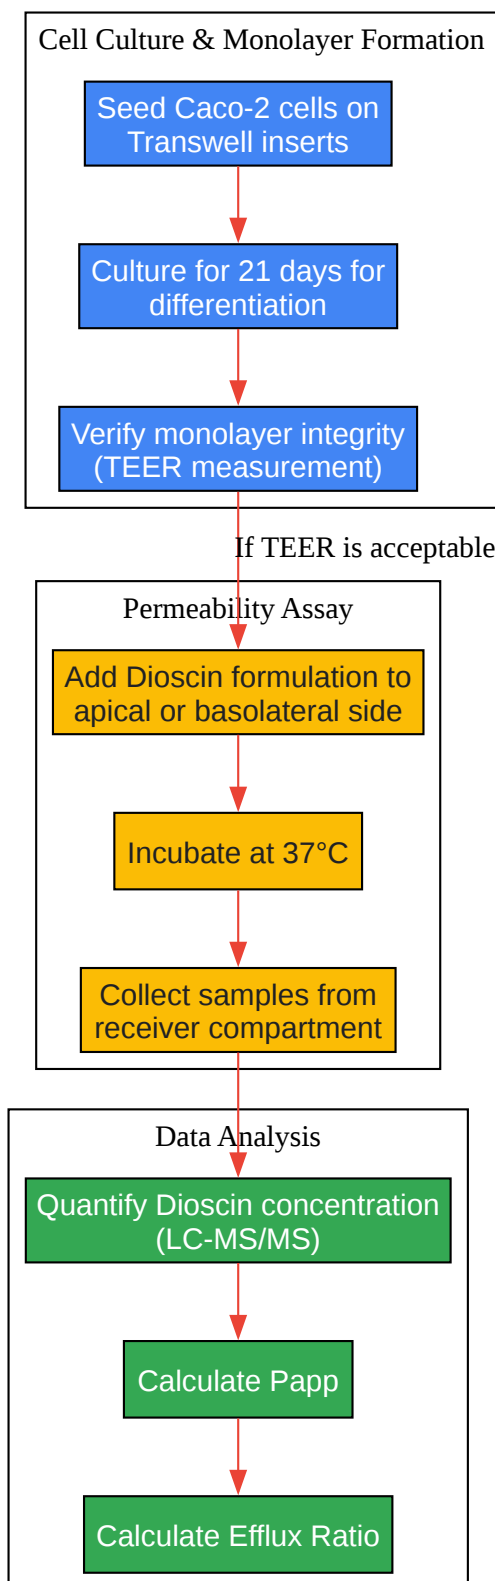 Cell Culture & Monolayer Formation
Seed Caco-2 cells on
Transwell inserts
Culture for 21 days for
differentiation
Verify monolayer integrity
(TEER measurement)
If TEER is acceptable
Permeability Assay
Add Dioscin formulation to
apical or basolateral side
Incubate at 37°C
Collect samples from
receiver compartment
Data Analysis
Quantify Dioscin concentration
(LC-MS/MS)
Calculate Papp
Calculate Efflux Ratio